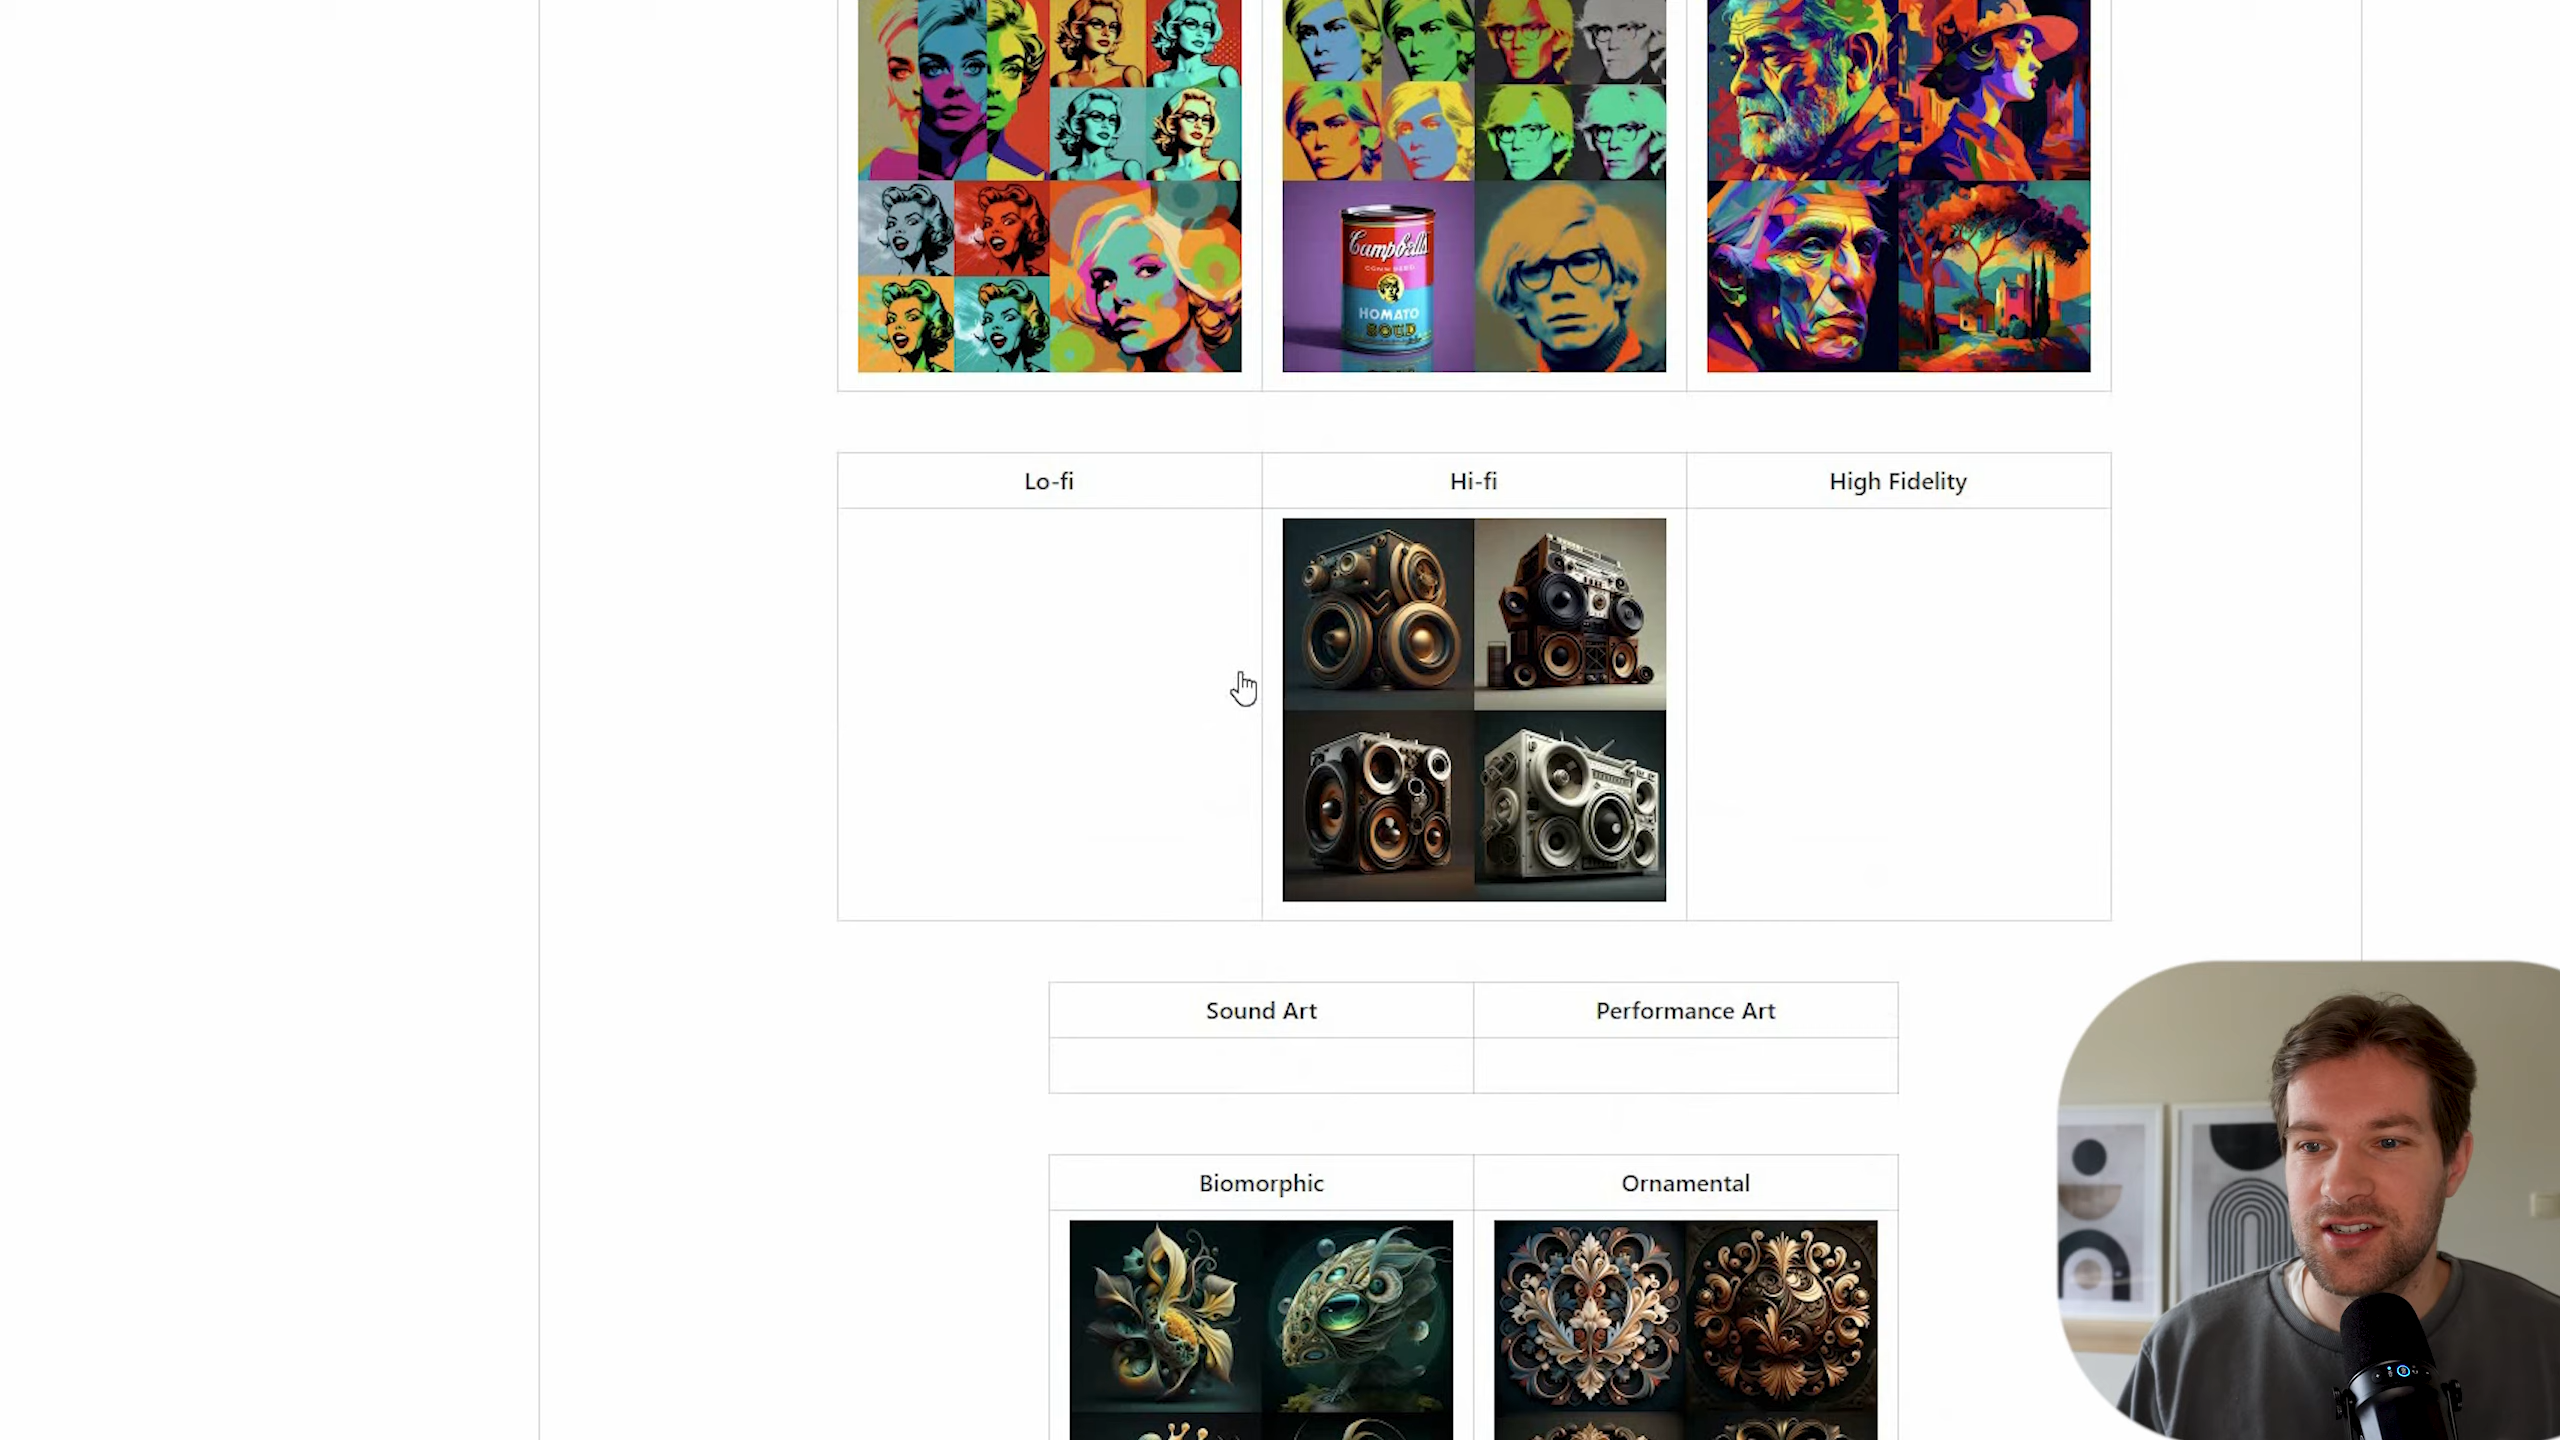 Campbell's
HOMATO
SOUP
Lo-fi
Hi-fi
High Fidelity
Sound Art
Performance Art
Biomorphic
Ornamental